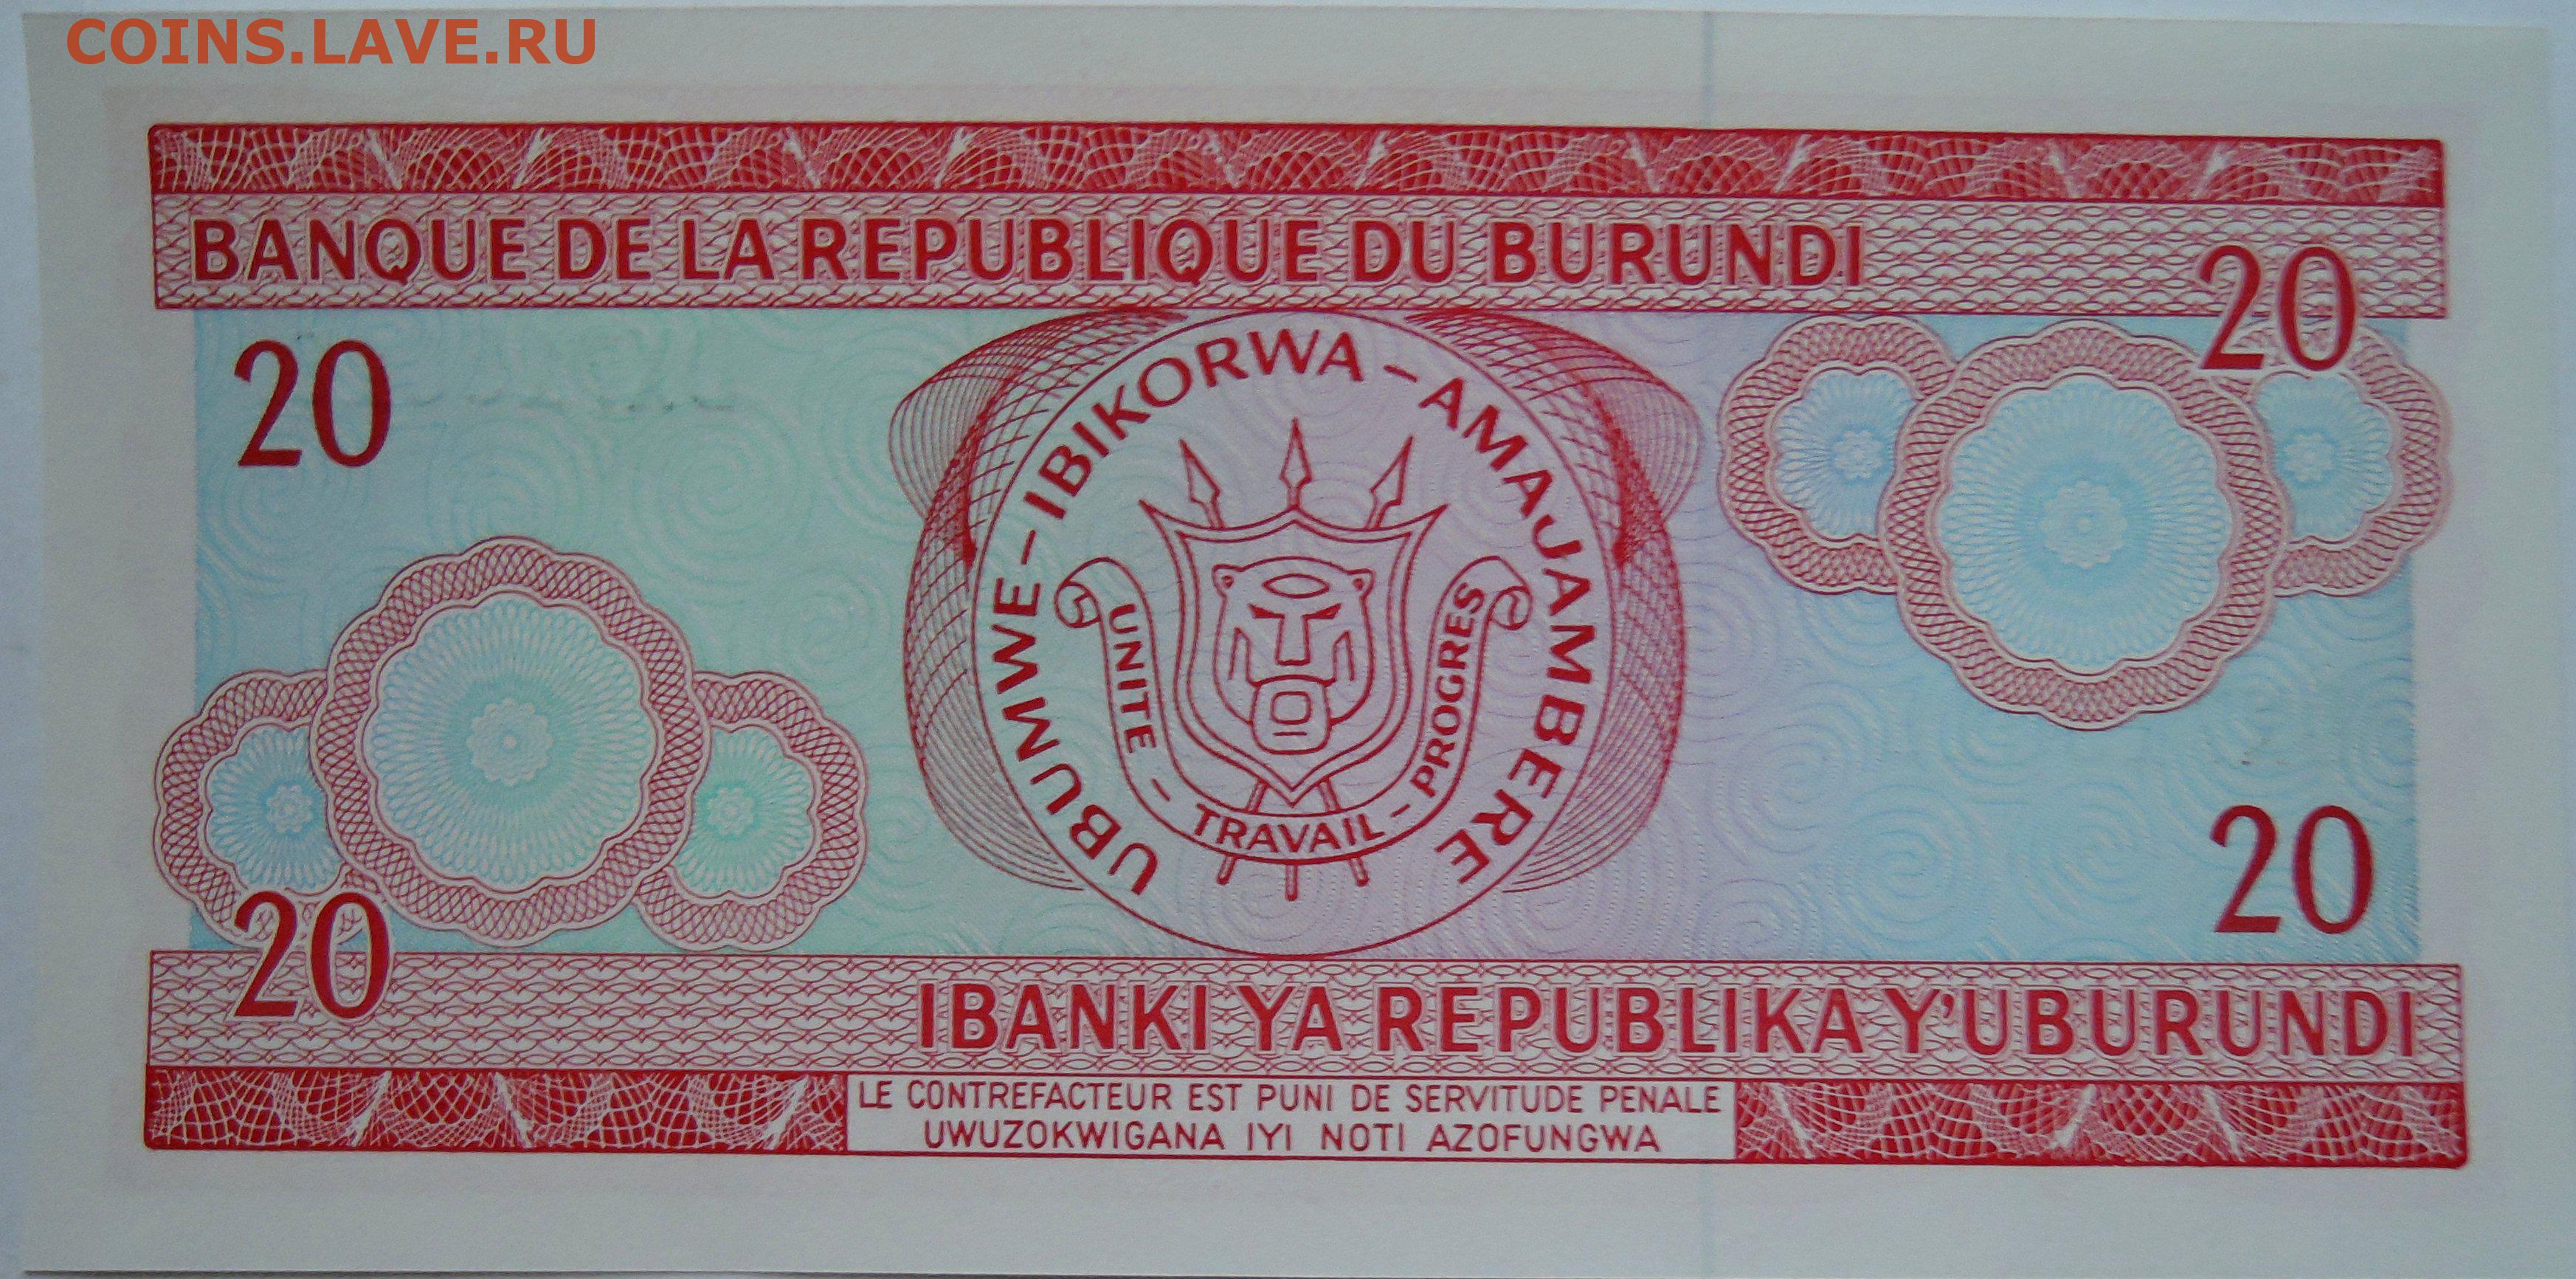 COINS.LAVE.RU
BANQUE DE LA REPUBLIQUE DU BURUNDI
20
20
UBUMWE - IBIKORWA - AMAJAMBERE
UNITE - TRAVAIL - PROGRES
20
20
IBANKI YA REPUBLIKA Y'UBURUNDI
LE CONTREFACTEUR EST PUNI DE SERVITUDE PENALE
UWUZOKWIGANA IYI NOTI AZOFUNGWA